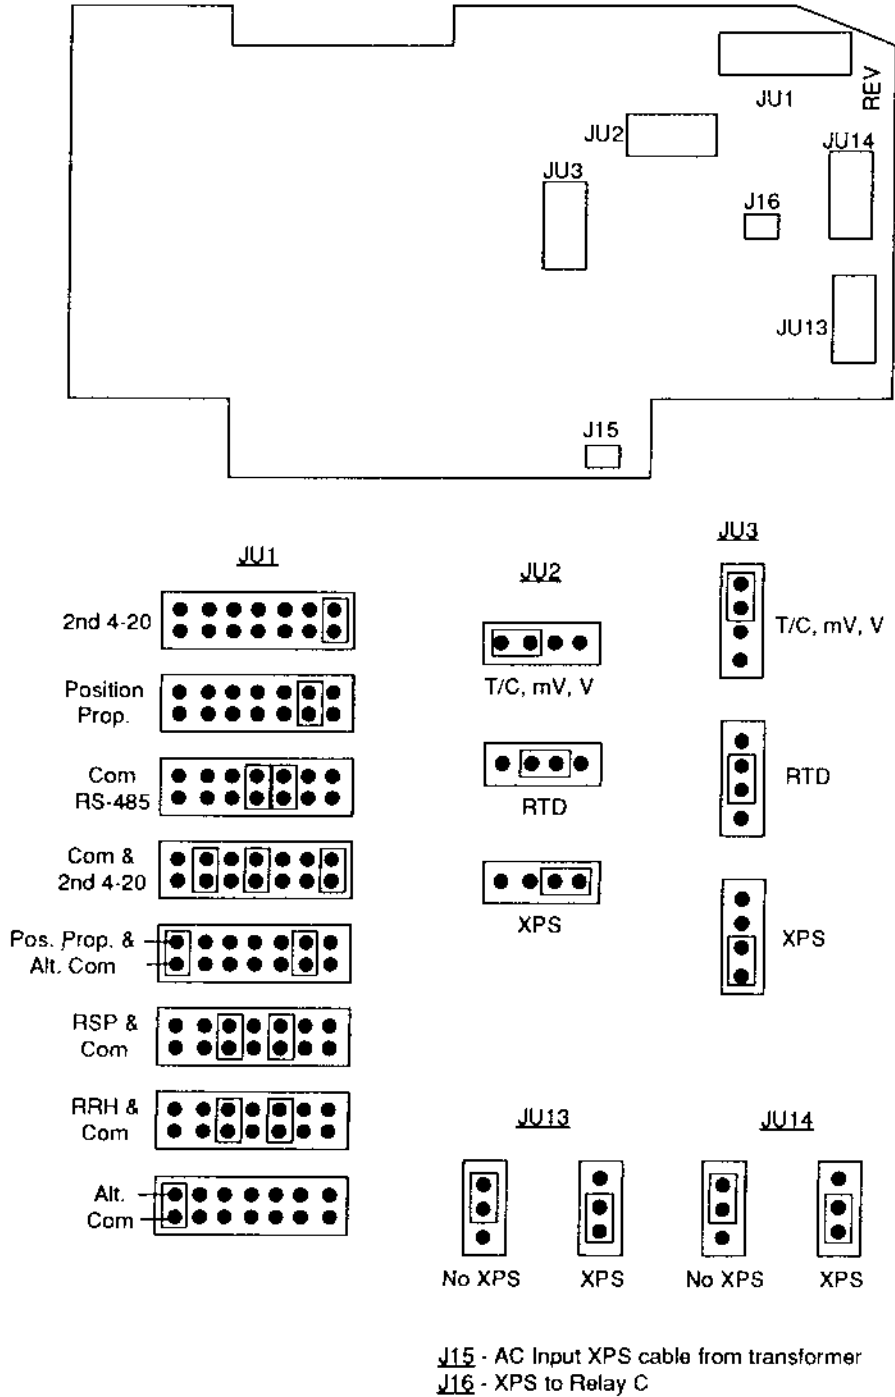 JU1
REV
JU2
JU14
JU3
J16
JU13
J15
JU1
2nd 4-20
Position
Prop.
Com
RS-485
Com &
2nd 4-20
Pos. Prop. &
Alt. Com
RSP &
Com
RRH &
Com
Alt.
Com
JU2
T/C, mV, V
RTD
XPS
JU3
T/C, mV, V
RTD
XPS
JU13
No XPS
XPS
JU14
No XPS
XPS
J15 - AC Input XPS cable from transformer
J16 - XPS to Relay C